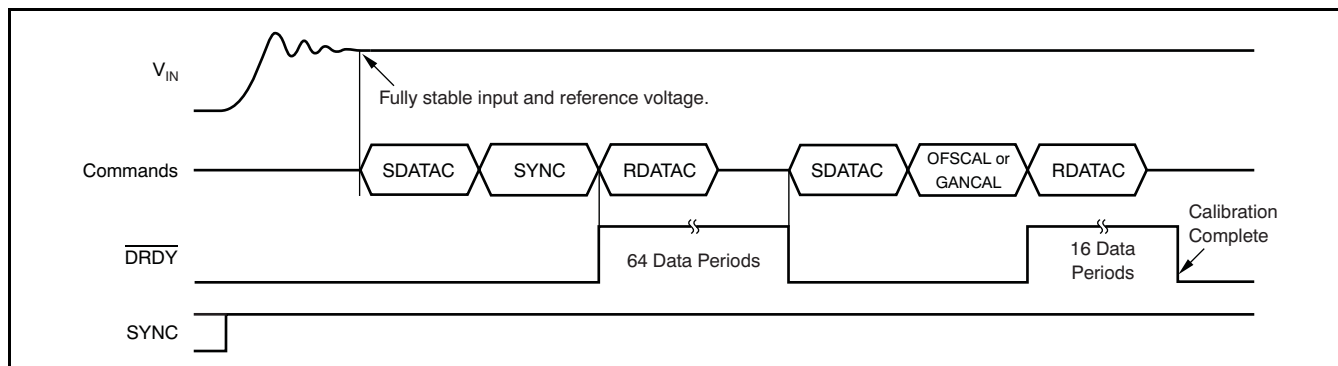 VIN
Fully stable input and reference voltage.
Commands
SDATAC
SYNC
RDATAC
SDATAC
OFSCAL or
GANCAL
RDATAC
Calibration
Complete
DRDY
64 Data Periods
16 Data
Periods
SYNC